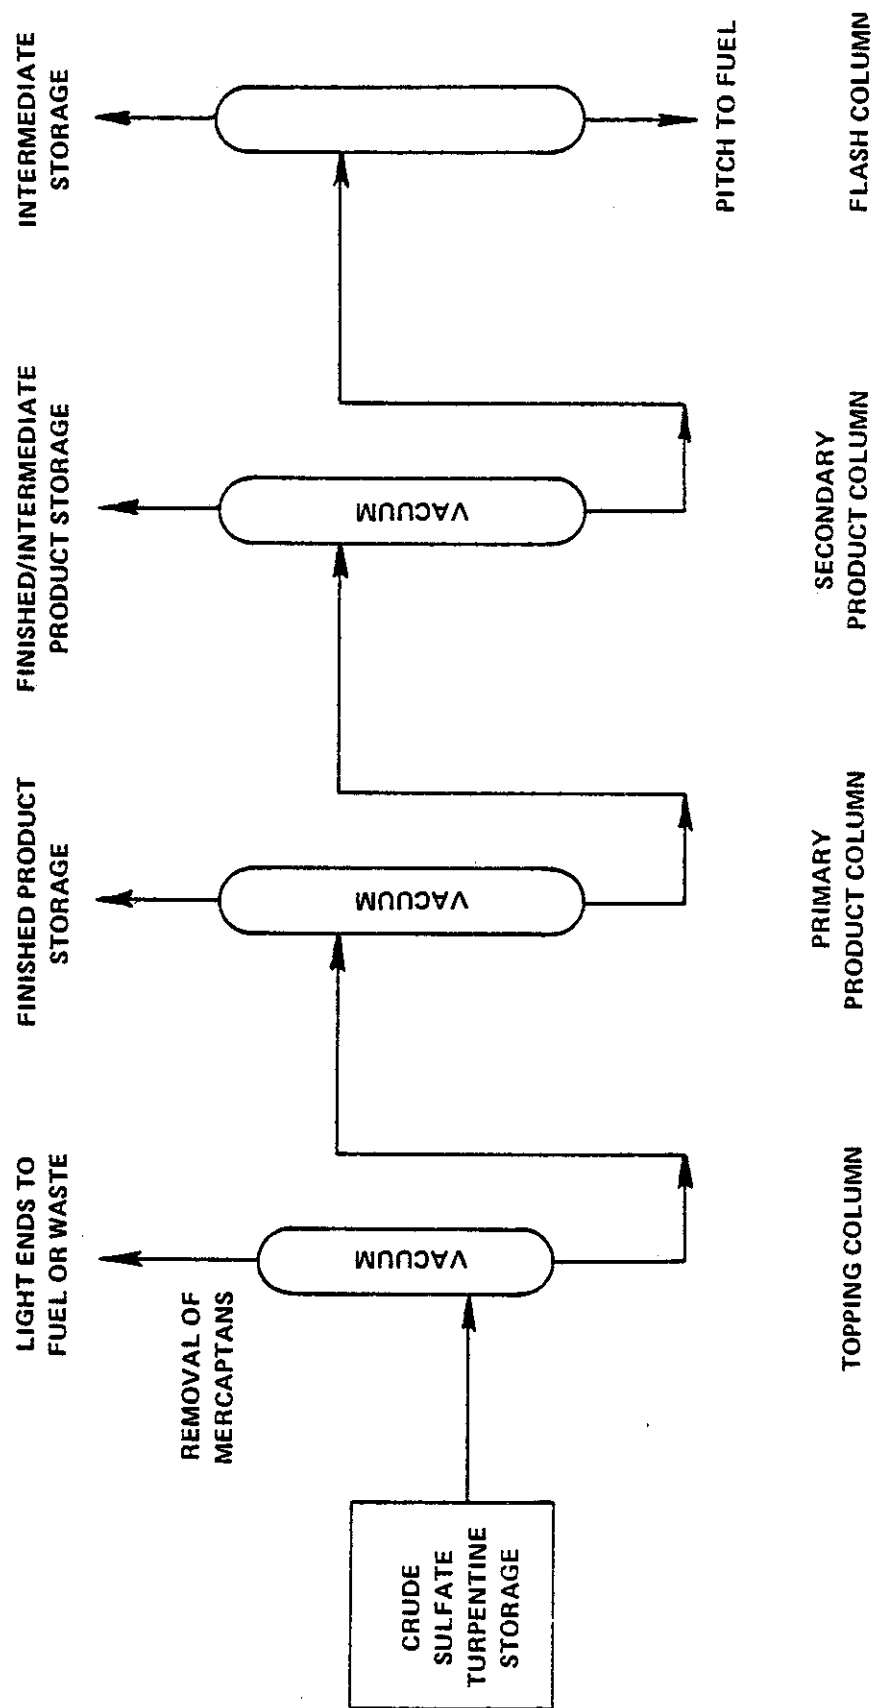 CRUDE
SULFATE
TURPENTINE
STORAGE
REMOVAL OF
MERCAPTANS
LIGHT ENDS TO
FUEL OR WASTE
VACUUM
TOPPING COLUMN
FINISHED PRODUCT
STORAGE
VACUUM
PRIMARY
PRODUCT COLUMN
FINISHED/INTERMEDIATE
PRODUCT STORAGE
VACUUM
SECONDARY
PRODUCT COLUMN
INTERMEDIATE
STORAGE
PITCH TO FUEL
FLASH COLUMN